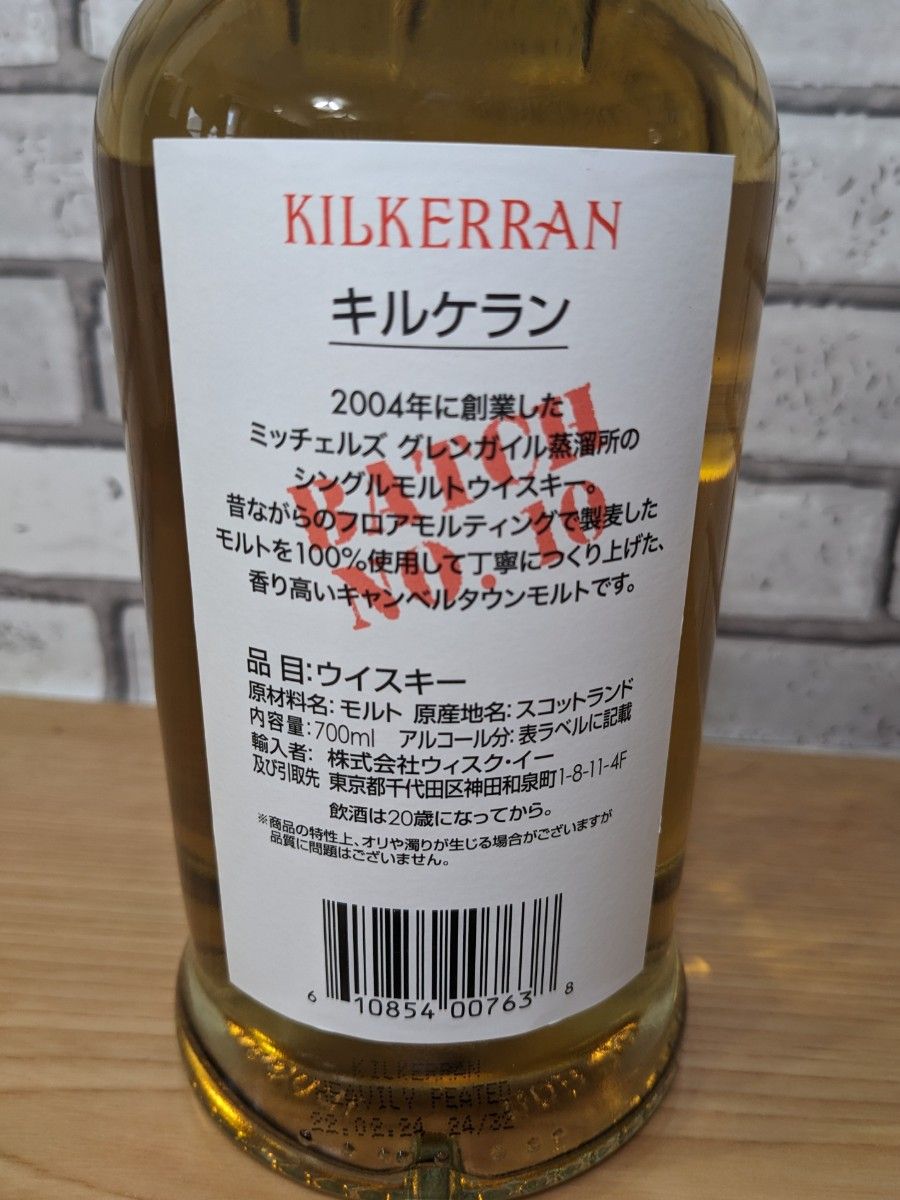 KILKERRAN
キルケラン
2004年に創業した
ミッチェルズ グレンガイル蒸溜所の
シングルモルトウイスキー。
昔ながらのフロアモルティングで製麦した
モルトを100%使用して丁寧につくり上げた、
香り高いキャンベルタウンモルトです。
BATCH
NO. 10
品目:ウイスキー
原材料名:モルト 原産地名:スコットランド
内容量:700ml アルコール分:表ラベルに記載
輸入者: 株式会社ウィスク・イー
及び引取先 東京都千代田区神田和泉町1-8-11-4F
飲酒は20歳になってから。
※商品の特性上、オリや濁りが生じる場合がございますが
品質に問題はございません。
6 10854 00763 8
KILKERRAN
HEAVILY PEATED
22.02.24 24/32